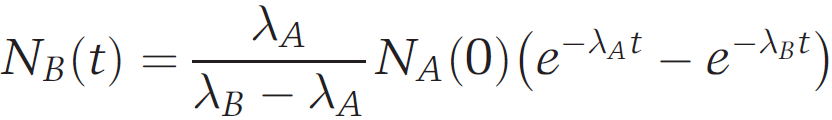 $N_B(t) = \frac{\lambda_A}{\lambda_B - \lambda_A} N_A(0) \left( e^{-\lambda_A t} - e^{-\lambda_B t} \right)$